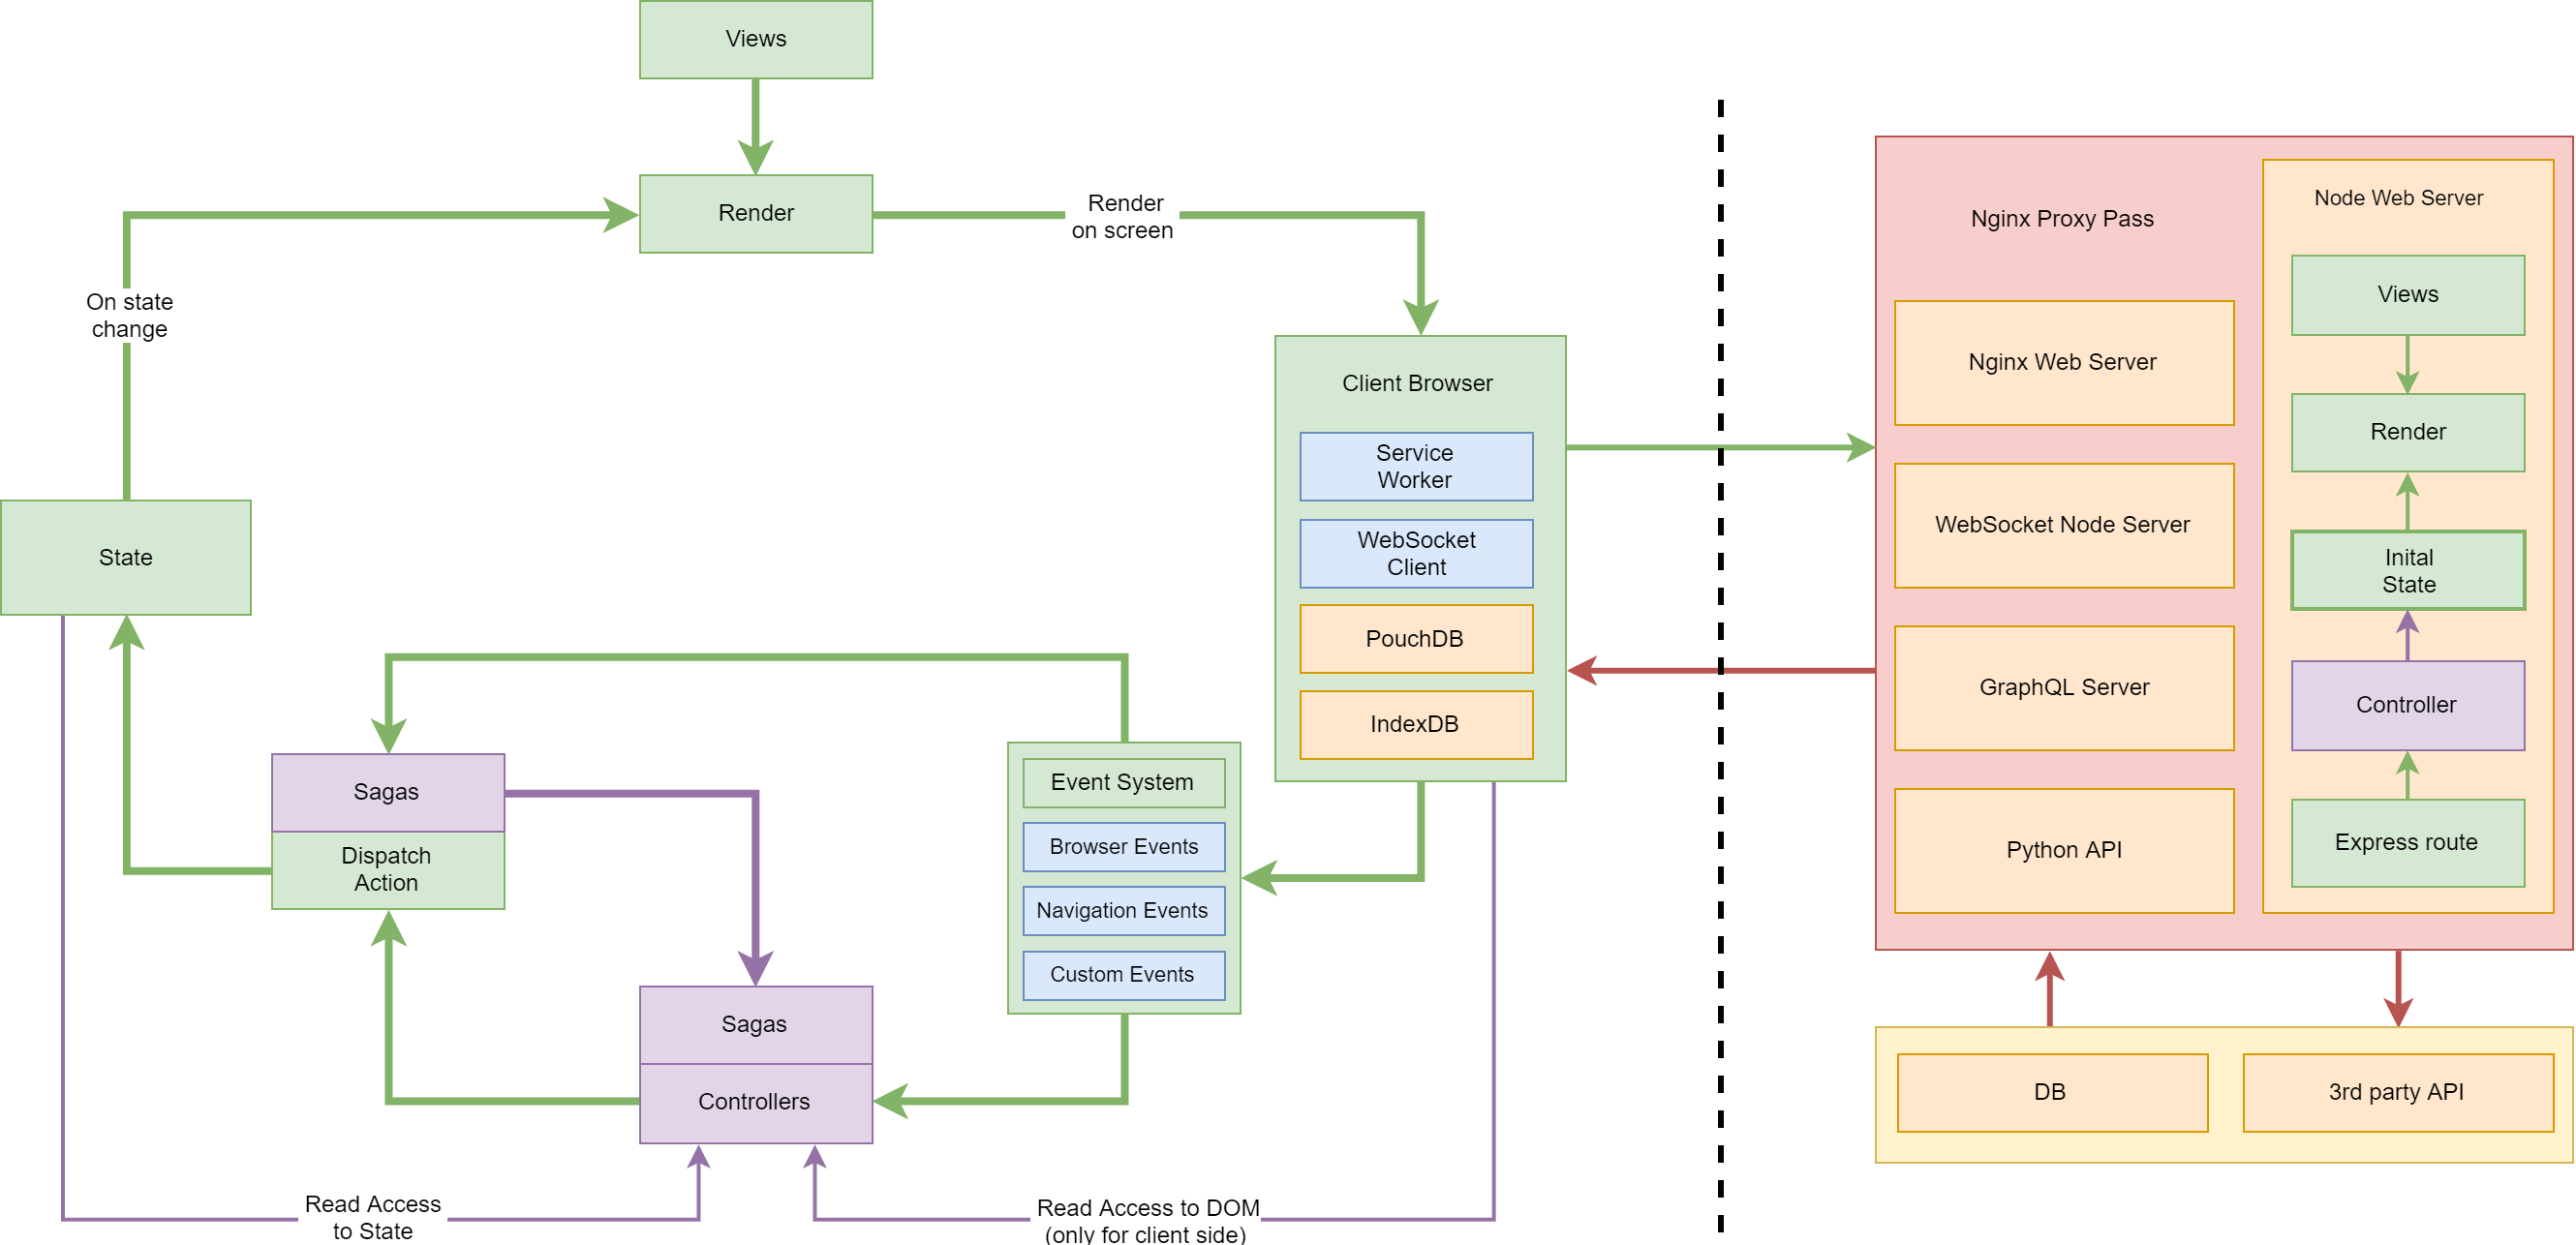 Views
Render
Render
on screen
On state
change
State
Client Browser
Service
Worker
WebSocket
Client
PouchDB
IndexDB
Sagas
Dispatch
Action
Event System
Browser Events
Navigation Events
Custom Events
Sagas
Controllers
Read Access
to State
Read Access to DOM
(only for client side)
Nginx Proxy Pass
Nginx Web Server
WebSocket Node Server
GraphQL Server
Python API
Node Web Server
Views
Render
Inital
State
Controller
Express route
DB
3rd party API